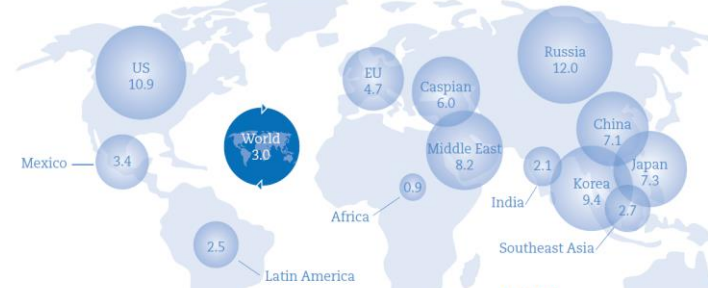 US
10.9
Mexico
3.4
World
3.0
Latin America
2.5
EU
4.7
Caspian
6.0
Middle East
8.2
Africa
0.9
Russia
12.0
China
7.1
Japan
7.3
Korea
9.4
India
2.1
Southeast Asia
2.7